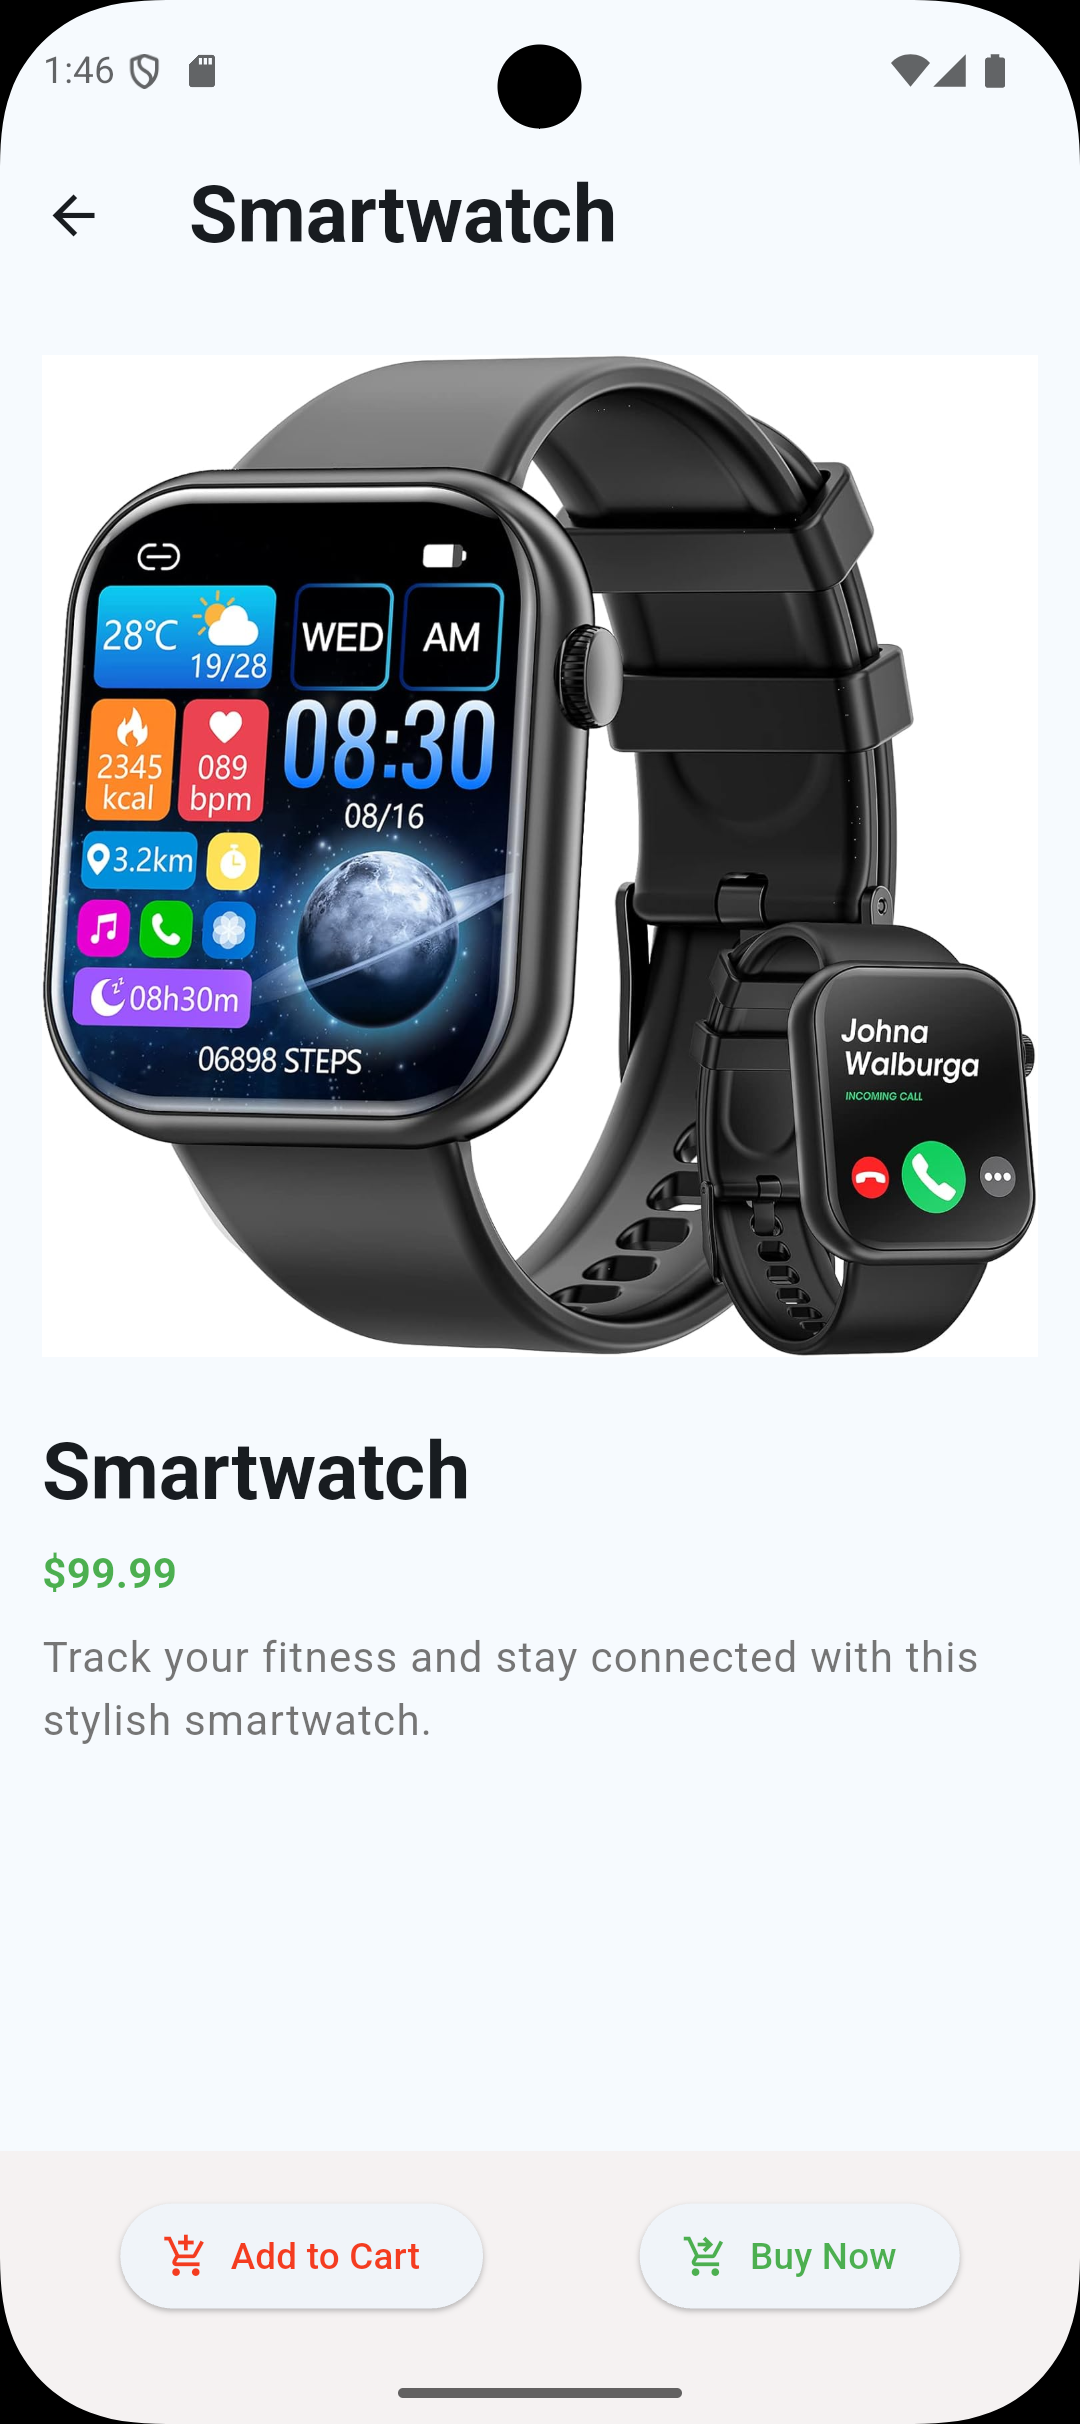 1:46
Smartwatch
28°C
19/28
WED
AM
2345
kcal
089
bpm
08:30
08/16
3.2km
08h30m
06898 STEPS
Johna
Walburga
INCOMING CALL
Smartwatch
$99.99
Track your fitness and stay connected with this
stylish smartwatch.
Add to Cart
Buy Now